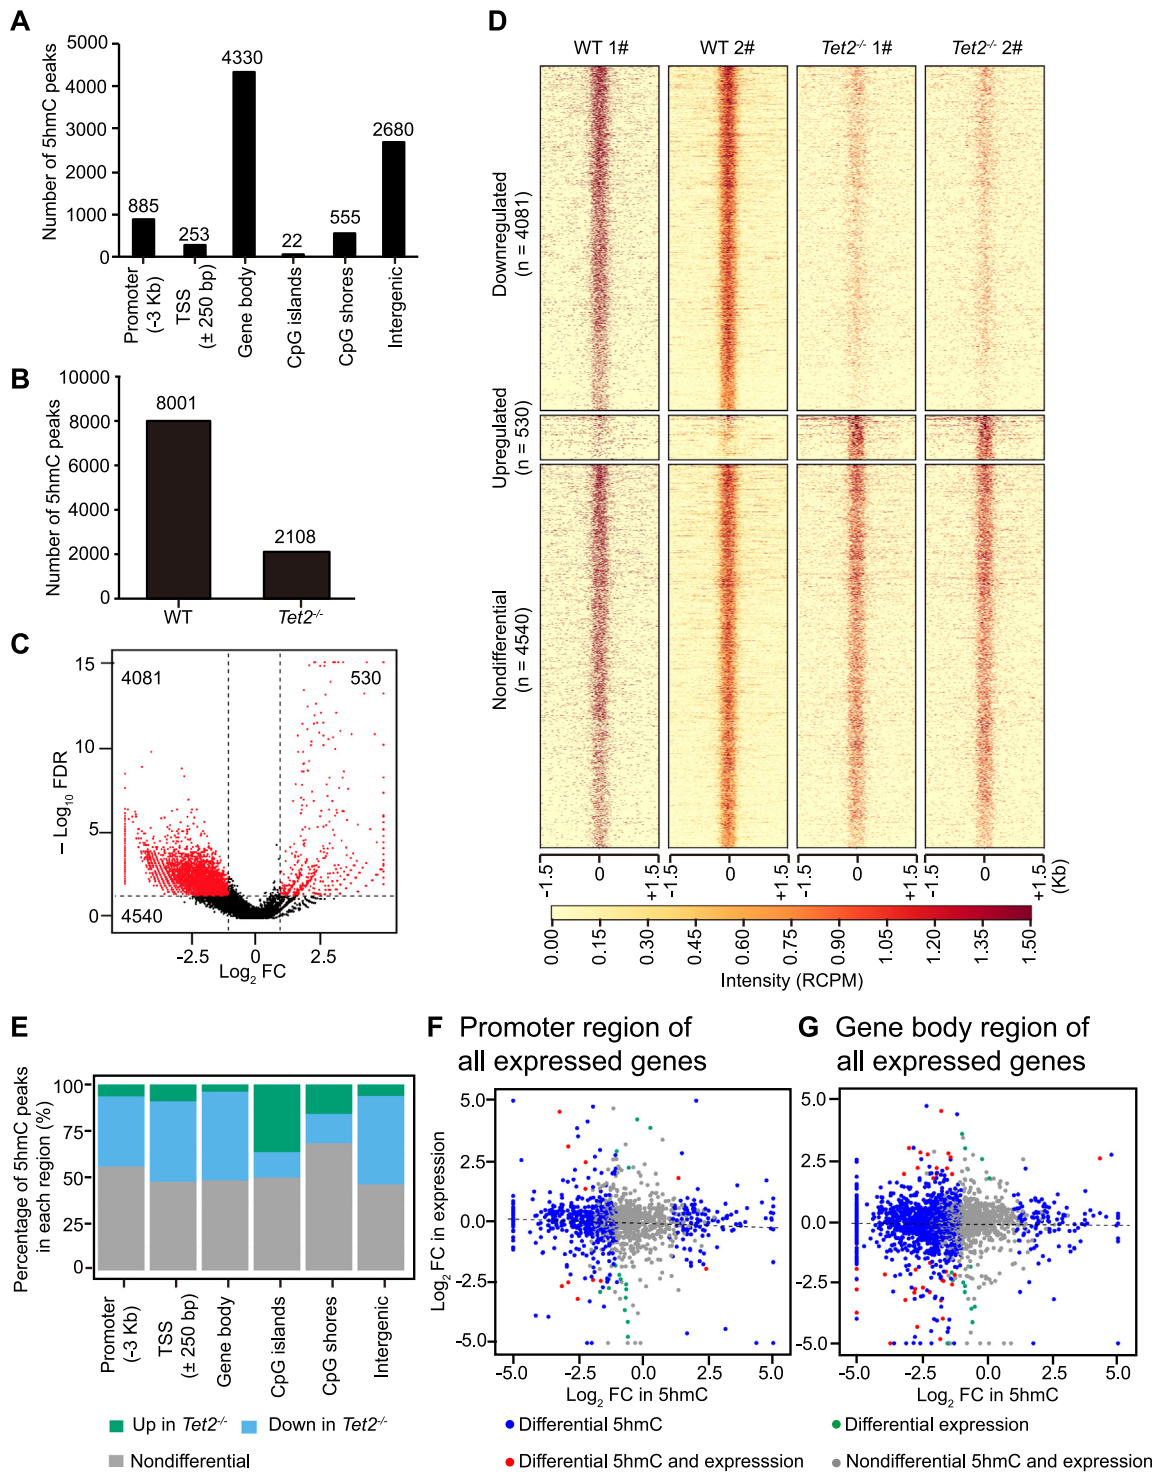 A
Number of 5hmC peaks
5000
4000
3000
2000
1000
0
885
253
4330
22
555
2680
Promoter
(-3 Kb)
TSS
(± 250 bp)
Gene body
CpG islands
CpG shores
Intergenic
B
Number of 5hmC peaks
10000
8000
6000
4000
2000
0
8001
2108
WT
Tet2-/-
C
– Log10 FDR
15
10
5
0
4081
530
4540
-2.5
0
2.5
Log2 FC
D
WT 1#
WT 2#
Tet2-/- 1#
Tet2-/- 2#
Downregulated
(n = 4081)
Upregulated
(n = 530)
Nondifferential
(n = 4540)
-1.5
0
+1.5
-1.5
0
+1.5
-1.5
0
+1.5
-1.5
0
+1.5
(Kb)
0.00
0.15
0.30
0.45
0.60
0.75
0.90
1.05
1.20
1.35
1.50
Intensity (RCPM)
E
Percentage of 5hmC peaks
in each region (%)
100
75
50
25
0
Promoter
(-3 Kb)
TSS
(± 250 bp)
Gene body
CpG islands
CpG shores
Intergenic
Up in Tet2-/-
Down in Tet2-/-
Nondifferential
F Promoter region of
all expressed genes
Log2 FC in expression
5.0
2.5
0.0
-2.5
-5.0
-5.0
-2.5
0.0
2.5
5.0
Log2 FC in 5hmC
G Gene body region of
all expressed genes
5.0
2.5
0.0
-2.5
-5.0
-5.0
-2.5
0.0
2.5
5.0
Log2 FC in 5hmC
Differential 5hmC
Differential expression
Differential 5hmC and expresssion
Nondifferential 5hmC and expression